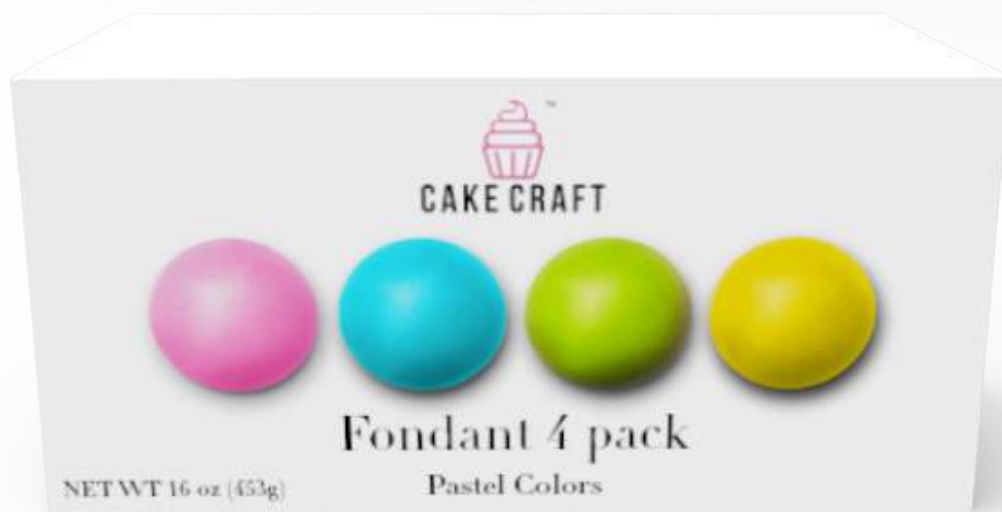 ™
CAKE CRAFT
Fondant 4 pack
Pastel Colors
NET WT 16 oz (453g)